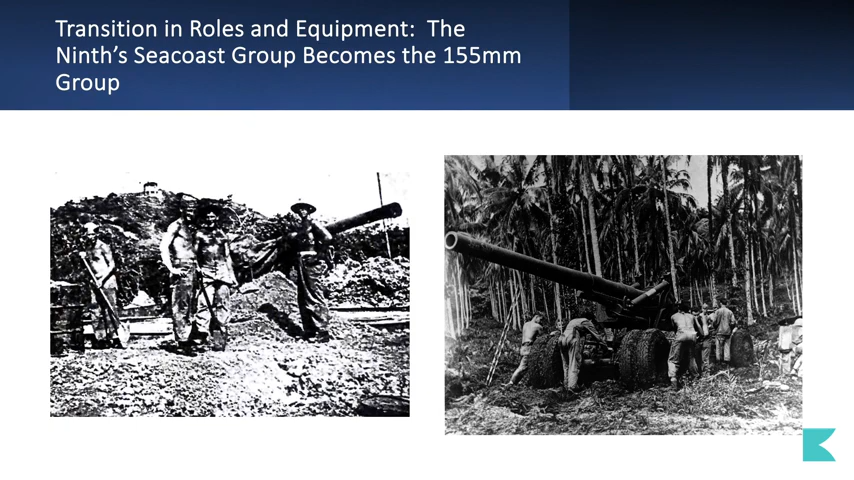 Transition in Roles and Equipment:  The
Ninth’s Seacoast Group Becomes the 155mm
Group